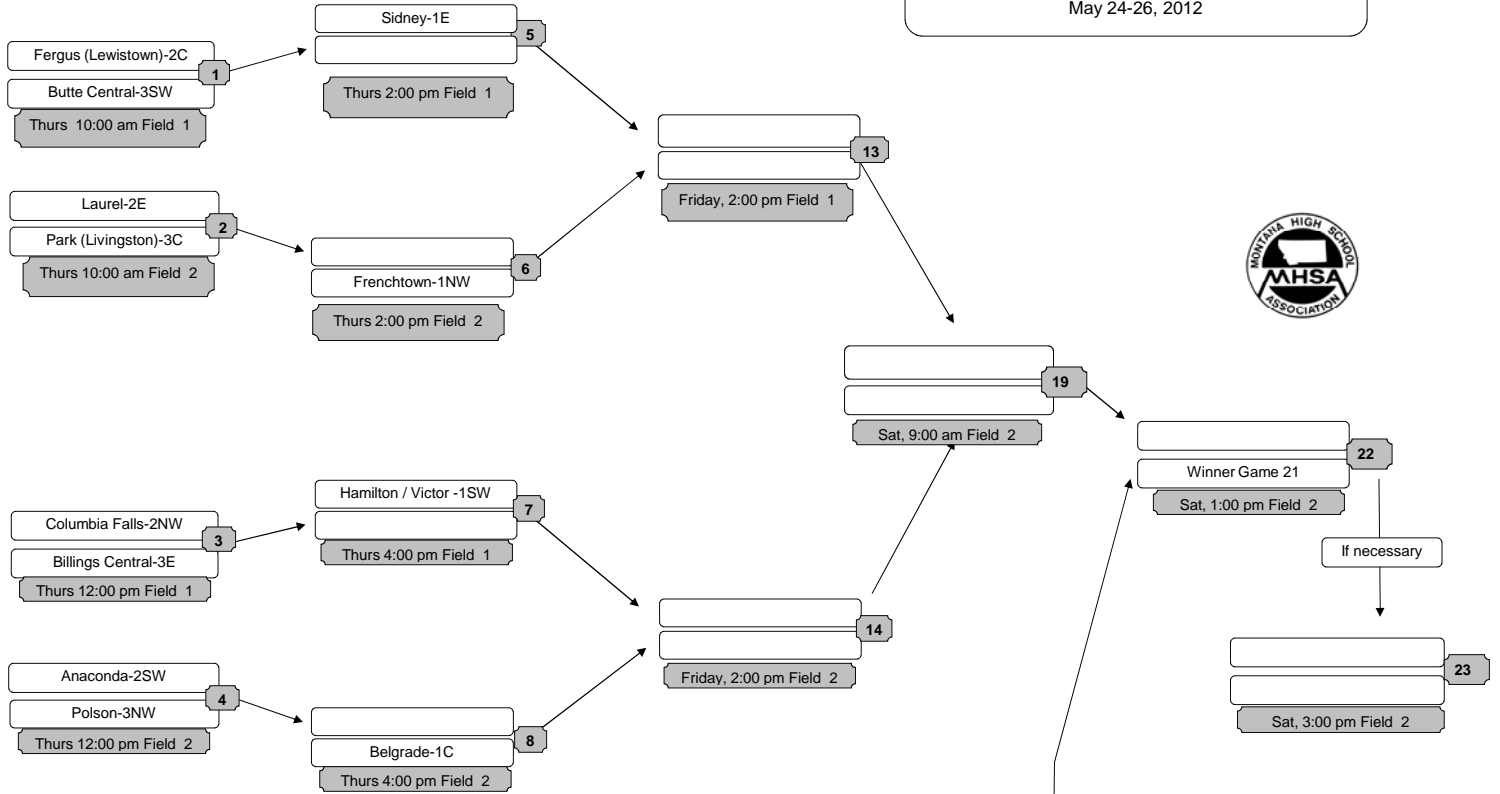 May 24-26, 2012
Sidney-1E
5
Thurs 2:00 pm Field 1
Fergus (Lewistown)-2C
1
Butte Central-3SW
Thurs 10:00 am Field 1
13
Friday, 2:00 pm Field 1
Laurel-2E
2
Park (Livingston)-3C
Thurs 10:00 am Field 2
6
Frenchtown-1NW
Thurs 2:00 pm Field 2
MONTANA HIGH SCHOOL
MHSA
ASSOCIATION
19
Sat, 9:00 am Field 2
22
Winner Game 21
Sat, 1:00 pm Field 2
If necessary
Hamilton / Victor -1SW
7
Thurs 4:00 pm Field 1
Columbia Falls-2NW
3
Billings Central-3E
Thurs 12:00 pm Field 1
14
Friday, 2:00 pm Field 2
23
Sat, 3:00 pm Field 2
Anaconda-2SW
4
Polson-3NW
Thurs 12:00 pm Field 2
8
Belgrade-1C
Thurs 4:00 pm Field 2